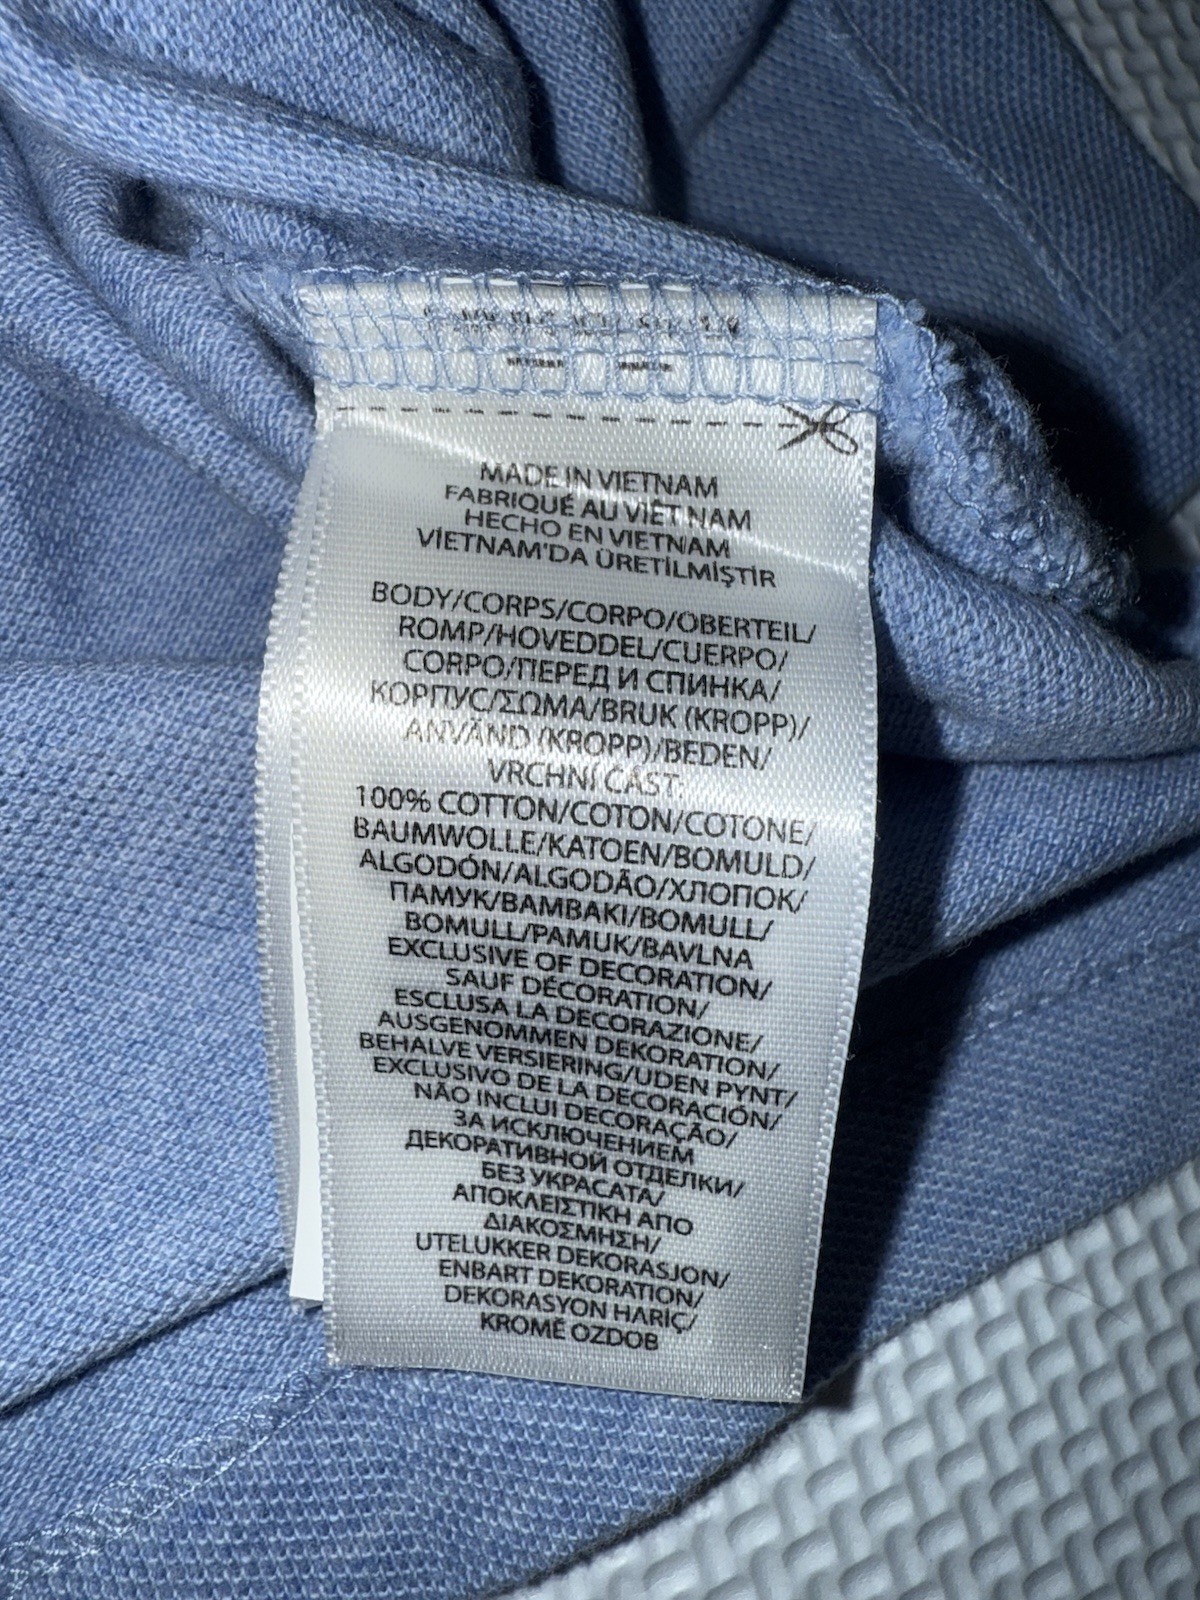 MADE IN VIETNAM
FABRIQUÉ AU VIÊT NAM
HECHO EN VIETNAM
VİETNAM'DA ÜRETİLMİŞTİR
BODY/CORPS/CORPO/OBERTEIL/
ROMP/HOVEDDEL/CUERPO/
CORPO/ПЕРЕД И СПИНКА/
КОРПУС/ΣΩΜΑ/BRUK (KROPP)/
ANVÄND (KROPP)/BEDEN/
VRCHNÍ CÁST:
100% COTTON/COTON/COTONE/
BAUMWOLLE/KATOEN/BOMULD/
ALGODÓN/ALGODÃO/ХЛОПОК/
ПАМУК/ΒΑΜΒΑΚΙ/BOMULL/
BOMULL/PAMUK/BAVLNA
EXCLUSIVE OF DECORATION/
SAUF DÉCORATION/
ESCLUSA LA DECORAZIONE/
AUSGENOMMEN DEKORATION/
BEHALVE VERSIERING/UDEN PYNT/
EXCLUSIVO DE LA DECORACIÓN/
NÃO INCLUI DECORAÇÃO/
ЗА ИСКЛЮЧЕНИЕМ
ДЕКОРАТИВНОЙ ОТДЕЛКИ/
БЕЗ УКРАСАТА/
ΑΠΟΚΛΕΙΣΤΙΚΗ ΑΠΟ
ΔΙΑΚΟΣΜΗΣΗ/
UTELUKKER DEKORASJON/
ENBART DEKORATION/
DEKORASYON HARIÇ/
KROMĚ OZDOB